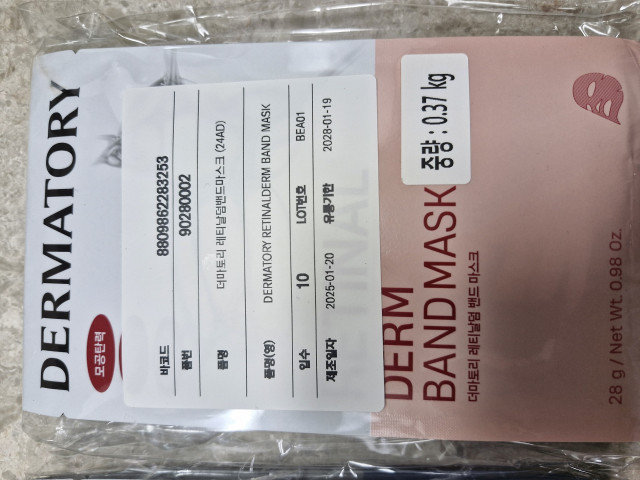 DERMATORY
모공탄력
바코드 8809862283253
품번 90280002
품명 더마토리 레티날덤밴드마스크 (24AD)
품명(영) DERMATORY RETINALDERM BAND MASK
입수 10 LOT번호 BEA01
제조일자 2025-01-20 유통기한 2028-01-19
중량 : 0.37 kg
TINAL
DERM
BAND MASK
더마토리 레티날덤 밴드 마스크
28 g / Net Wt. 0.98 Oz.